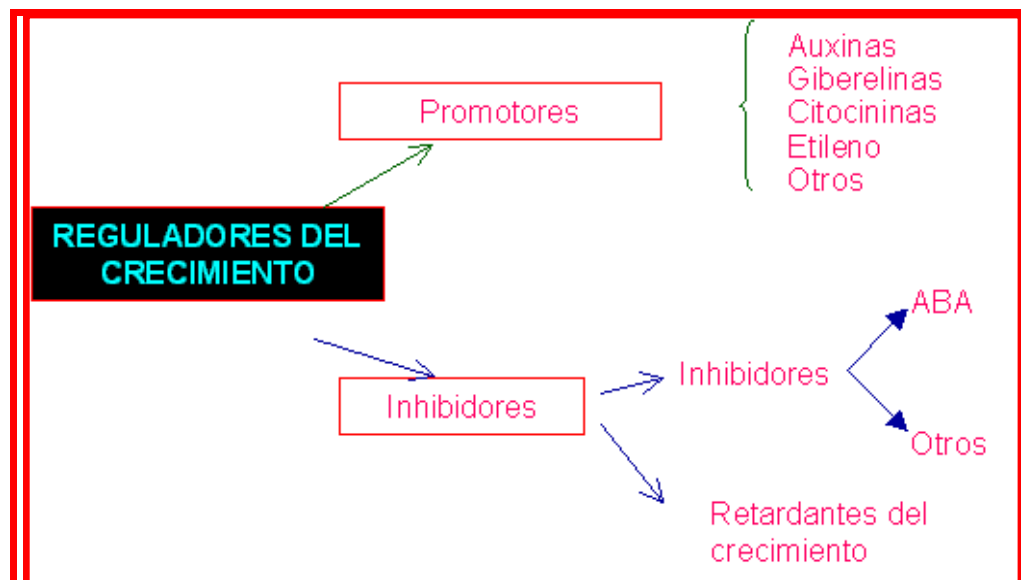 Auxinas
Giberelinas
Promotores
Citocininas
Etileno
Otros
REGULADORES DEL
CRECIMIENTO
ABA
Inhibidores
Inhibidores
Otros
Retardantes del
crecimiento